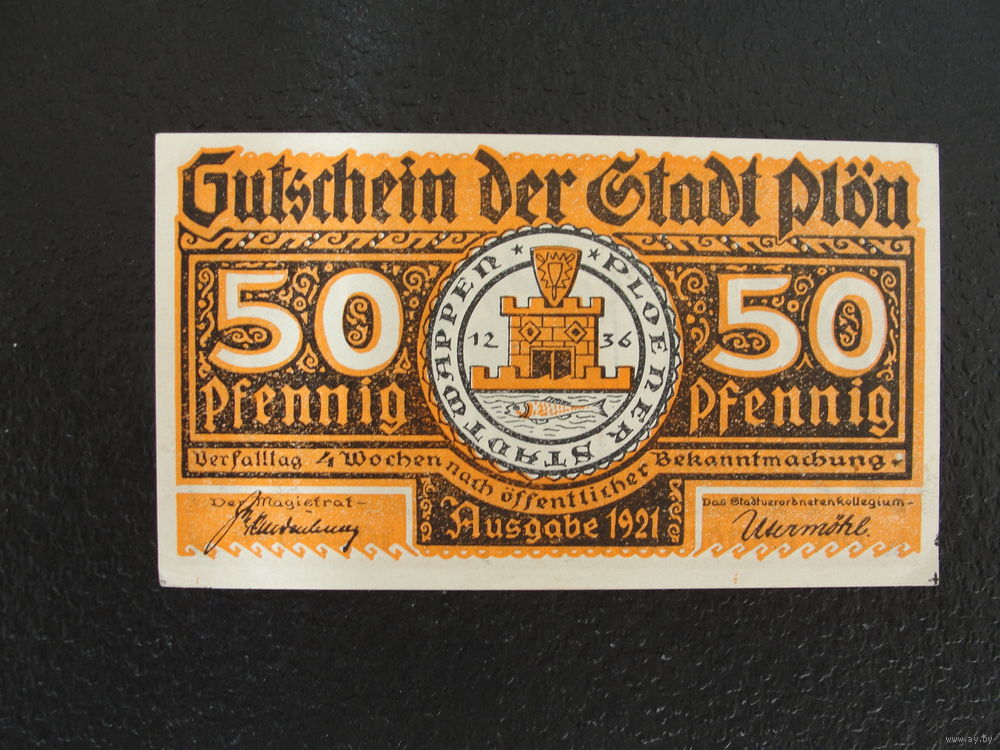 Gutschein der Stadt Plön
50 50
Pfennig Pfennig
PLOENER STADTWAPPEN
12 36
Verfalltag 4 Wochen nach öffentlicher Bekanntmachung.
Der Magistrat-
Das Stadtverordnetenkollegium-
Ausgabe 1921
www.ay.by